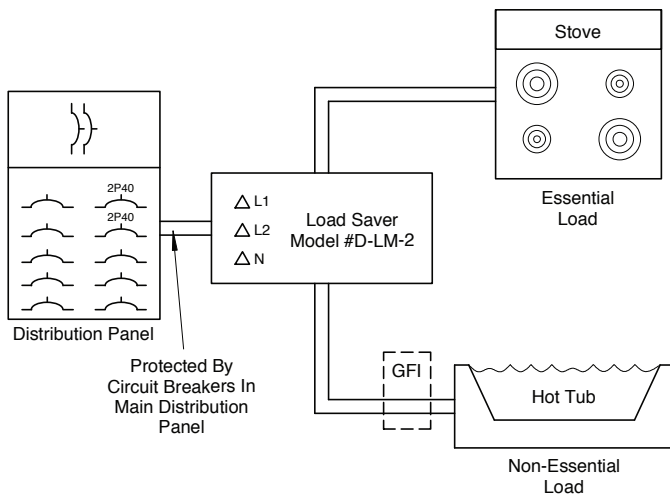 Stove
2P40
2P40
L1
L2
N
Load Saver
Model #D-LM-2
Essential
Load
Distribution Panel
Protected By
Circuit Breakers In
Main Distribution
Panel
GFI
Hot Tub
Non-Essential
Load